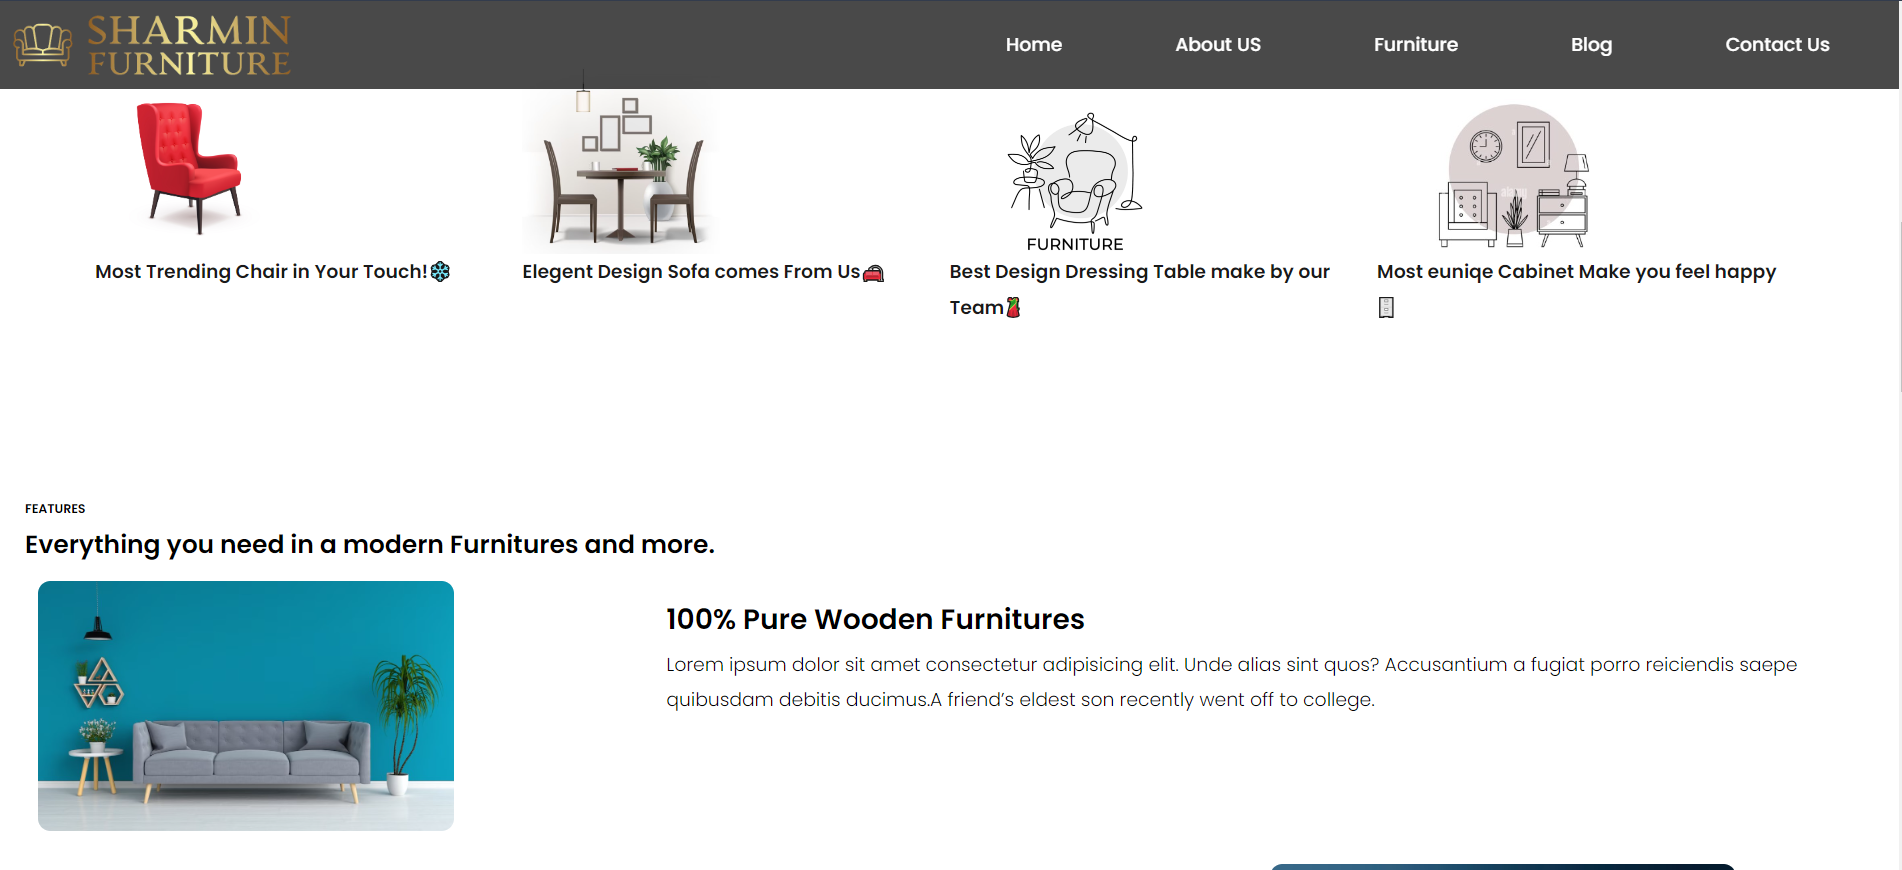 SHARMIN
FURNITURE
Home
About US
Furniture
Blog
Contact Us
FURNITURE
Most Trending Chair in Your Touch!
Elegent Design Sofa comes From Us
Best Design Dressing Table make by our
Team
Most euniqe Cabinet Make you feel happy
FEATURES
Everything you need in a modern Furnitures and more.
100% Pure Wooden Furnitures
Lorem ipsum dolor sit amet consectetur adipisicing elit. Unde alias sint quos? Accusantium a fugiat porro reiciendis saepe
quibusdam debitis ducimus.A friend’s eldest son recently went off to college.